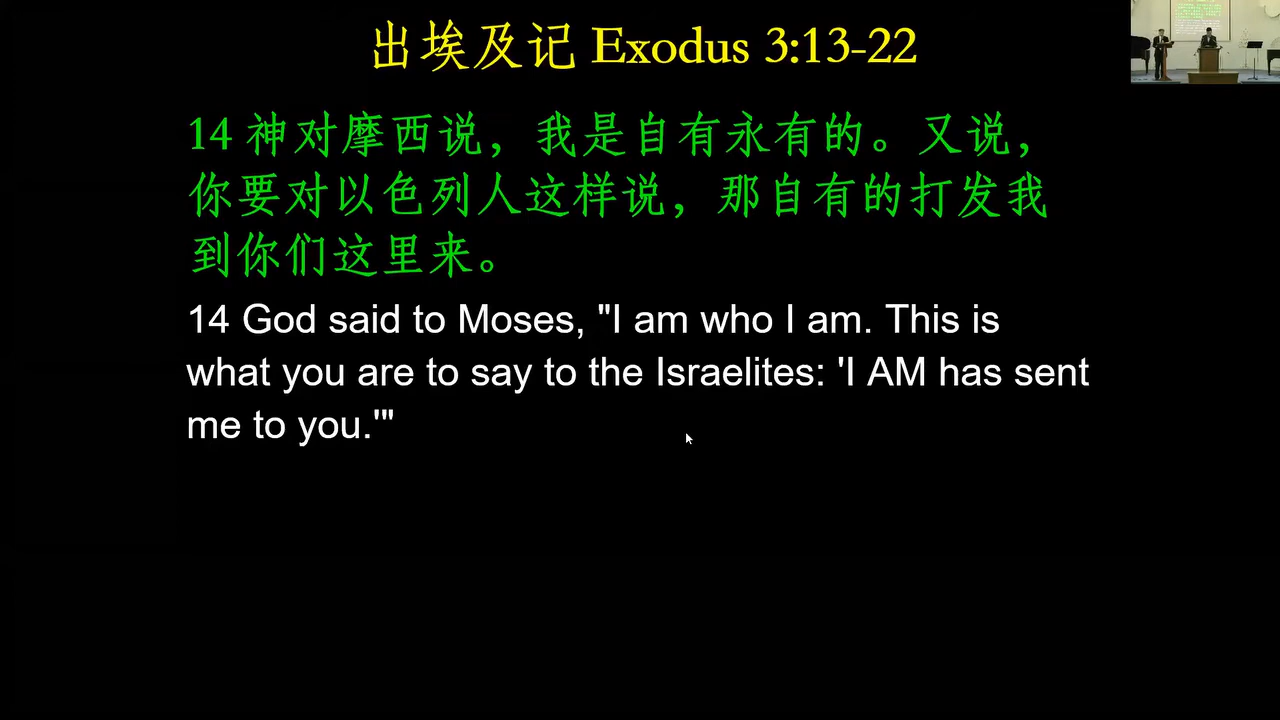 出埃及记 Exodus 3:13-22
14 神对摩西说，我是自有永有的。又说，
你要对以色列人这样说，那自有的打发我
到你们这里来。
14 God said to Moses, "I am who I am. This is
what you are to say to the Israelites: 'I AM has sent
me to you.'"